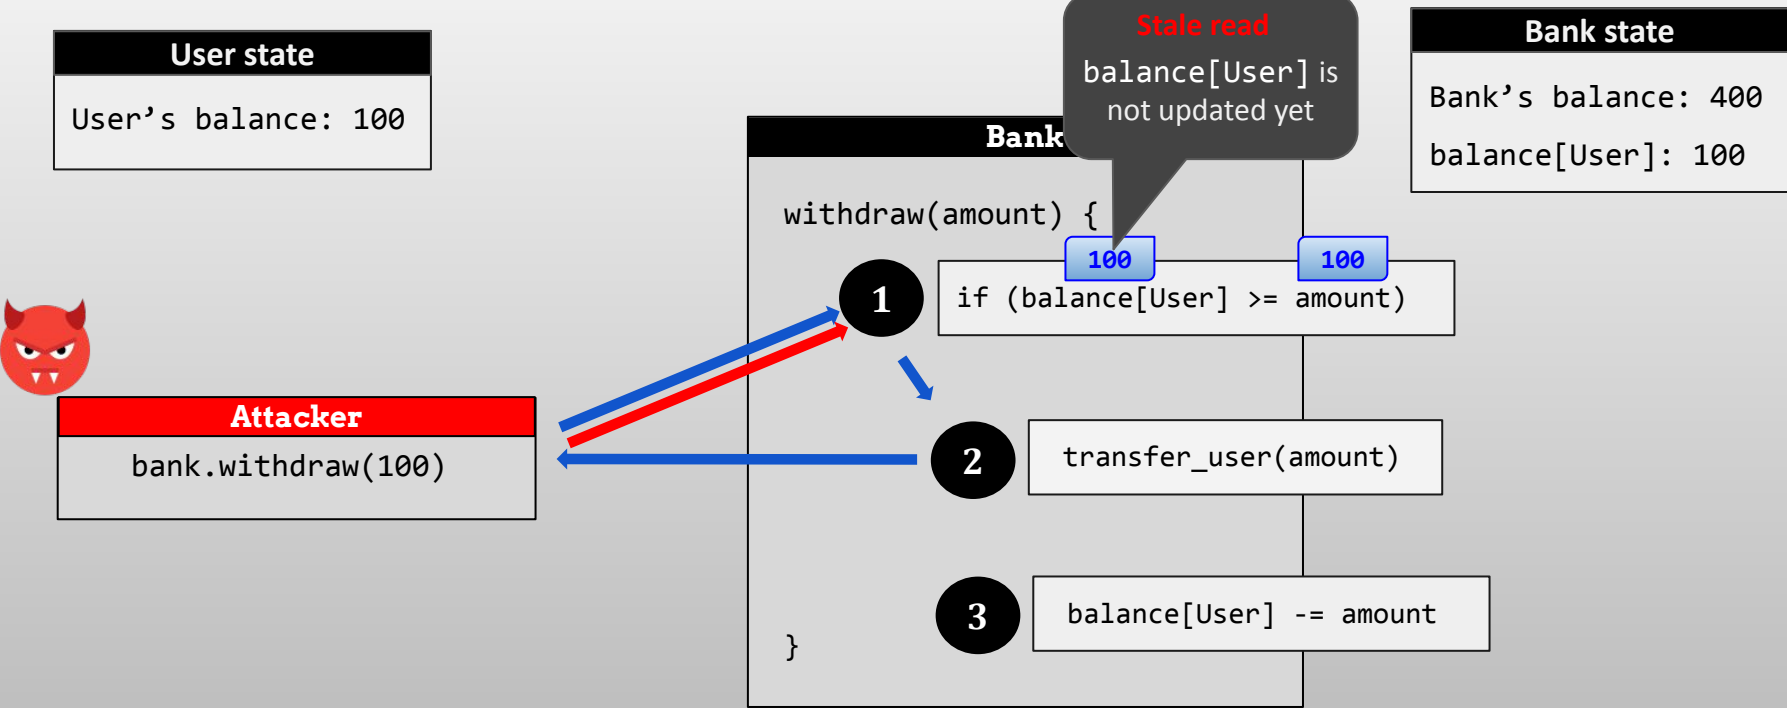 User state
User’s balance: 100
Stale read
balance[User] is
not updated yet
Bank state
Bank’s balance: 400
balance[User]: 100
Bank
withdraw(amount) {
100
100
1
if (balance[User] >= amount)
Attacker
bank.withdraw(100)
2
transfer_user(amount)
3
balance[User] -= amount
}